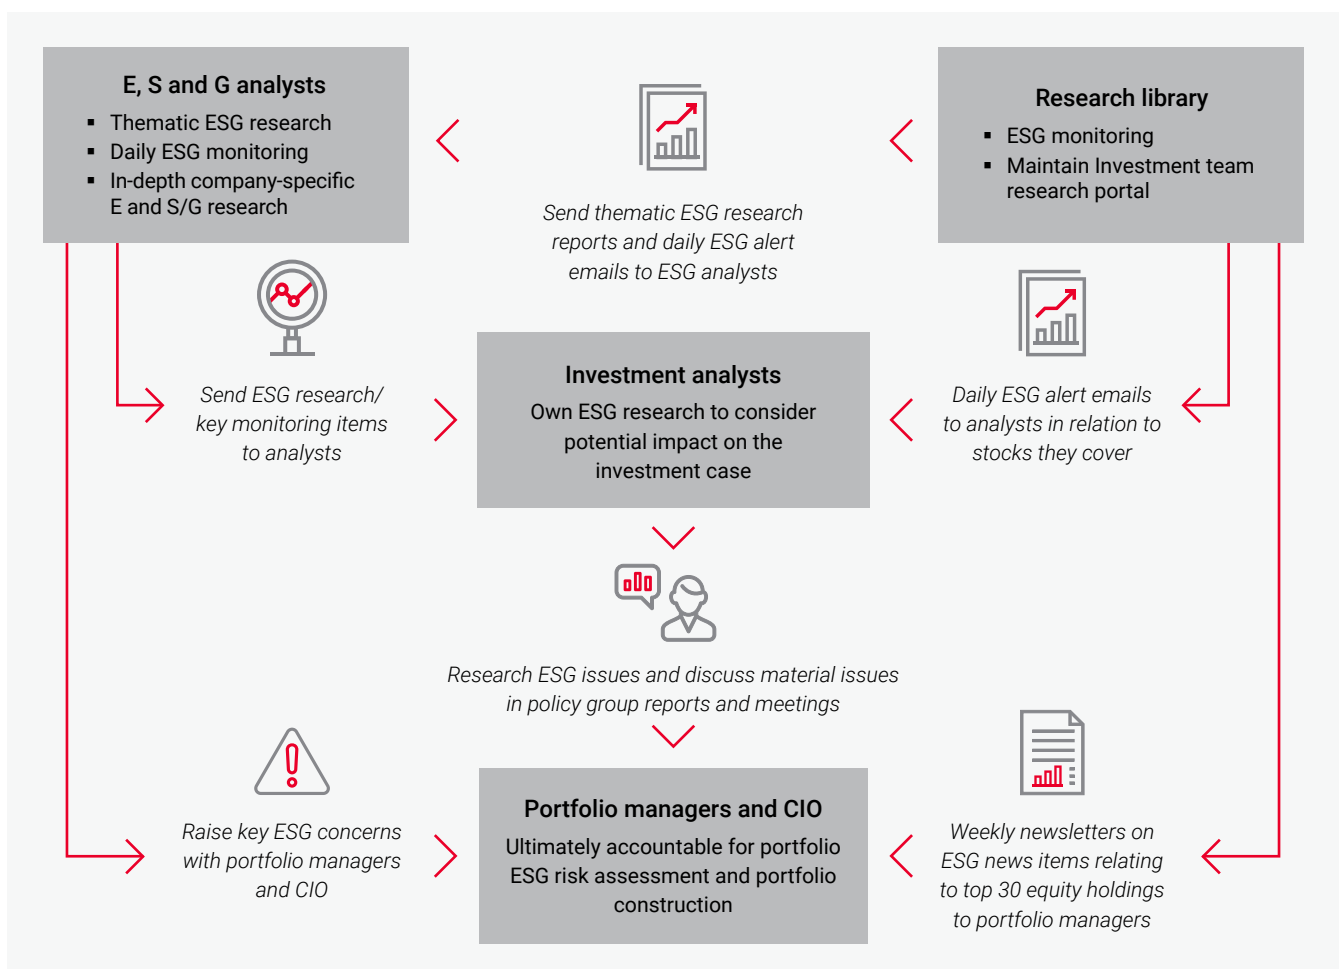 E, S and G analysts
▪ Thematic ESG research
▪ Daily ESG monitoring
▪ In-depth company-specific
E and S/G research
Send thematic ESG research
reports and daily ESG alert
emails to ESG analysts
Research library
▪ ESG monitoring
▪ Maintain Investment team
research portal
Send ESG research/
key monitoring items
to analysts
Investment analysts
Own ESG research to consider
potential impact on the
investment case
Daily ESG alert emails
to analysts in relation to
stocks they cover
Research ESG issues and discuss material issues
in policy group reports and meetings
Raise key ESG concerns
with portfolio managers
and CIO
Portfolio managers and CIO
Ultimately accountable for portfolio
ESG risk assessment and portfolio
construction
Weekly newsletters on
ESG news items relating
to top 30 equity holdings
to portfolio managers